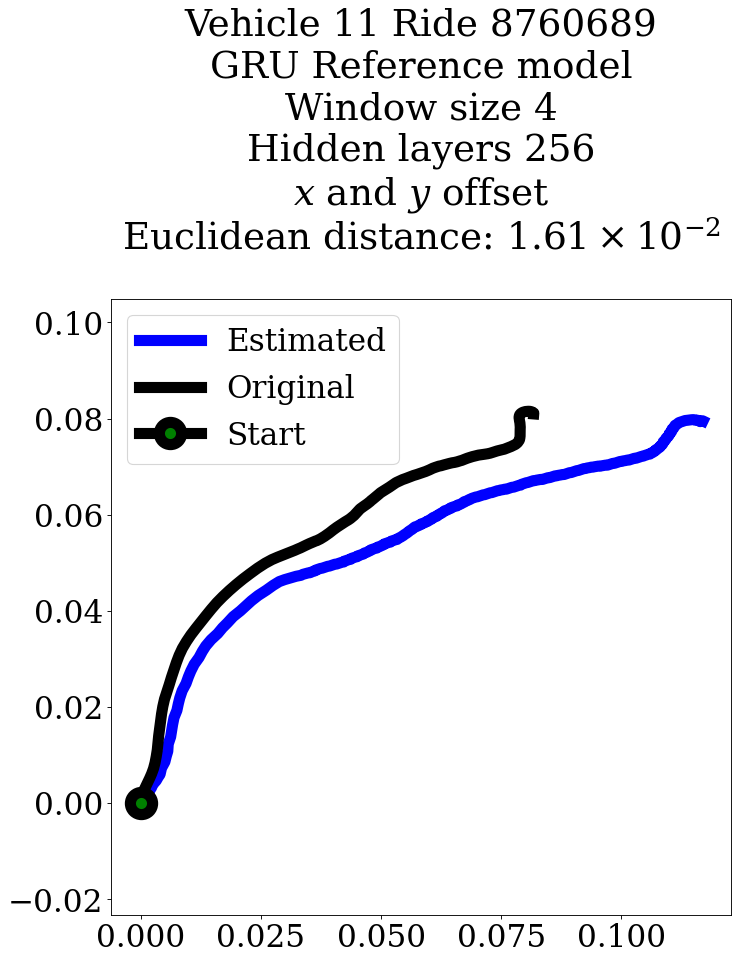 Vehicle 11 Ride 8760689
GRU Reference model
Window size 4
Hidden layers 256
x and y offset
Euclidean distance: 1.61 × 10⁻²
0.10
0.08
0.06
0.04
0.02
0.00
−0.02
Estimated
Original
Start
0.000 0.025 0.050 0.075 0.100